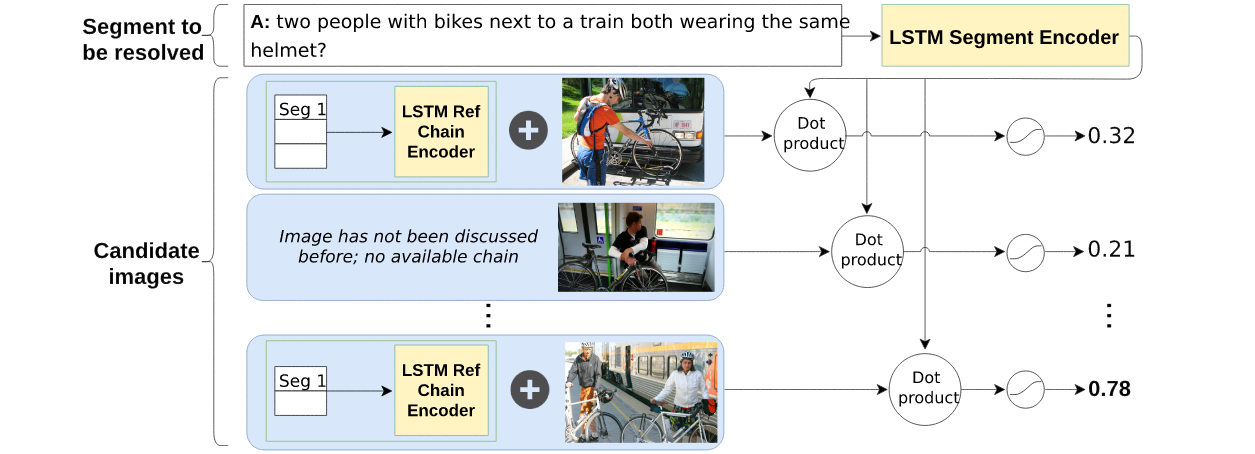 Segment to
be resolved
A: two people with bikes next to a train both wearing the same
helmet?
LSTM Segment Encoder
Candidate
images
Seg 1
LSTM Ref
Chain
Encoder
+
Dot
product
0.32
Image has not been discussed
before; no available chain
Dot
product
0.21
Seg 1
LSTM Ref
Chain
Encoder
+
Dot
product
0.78